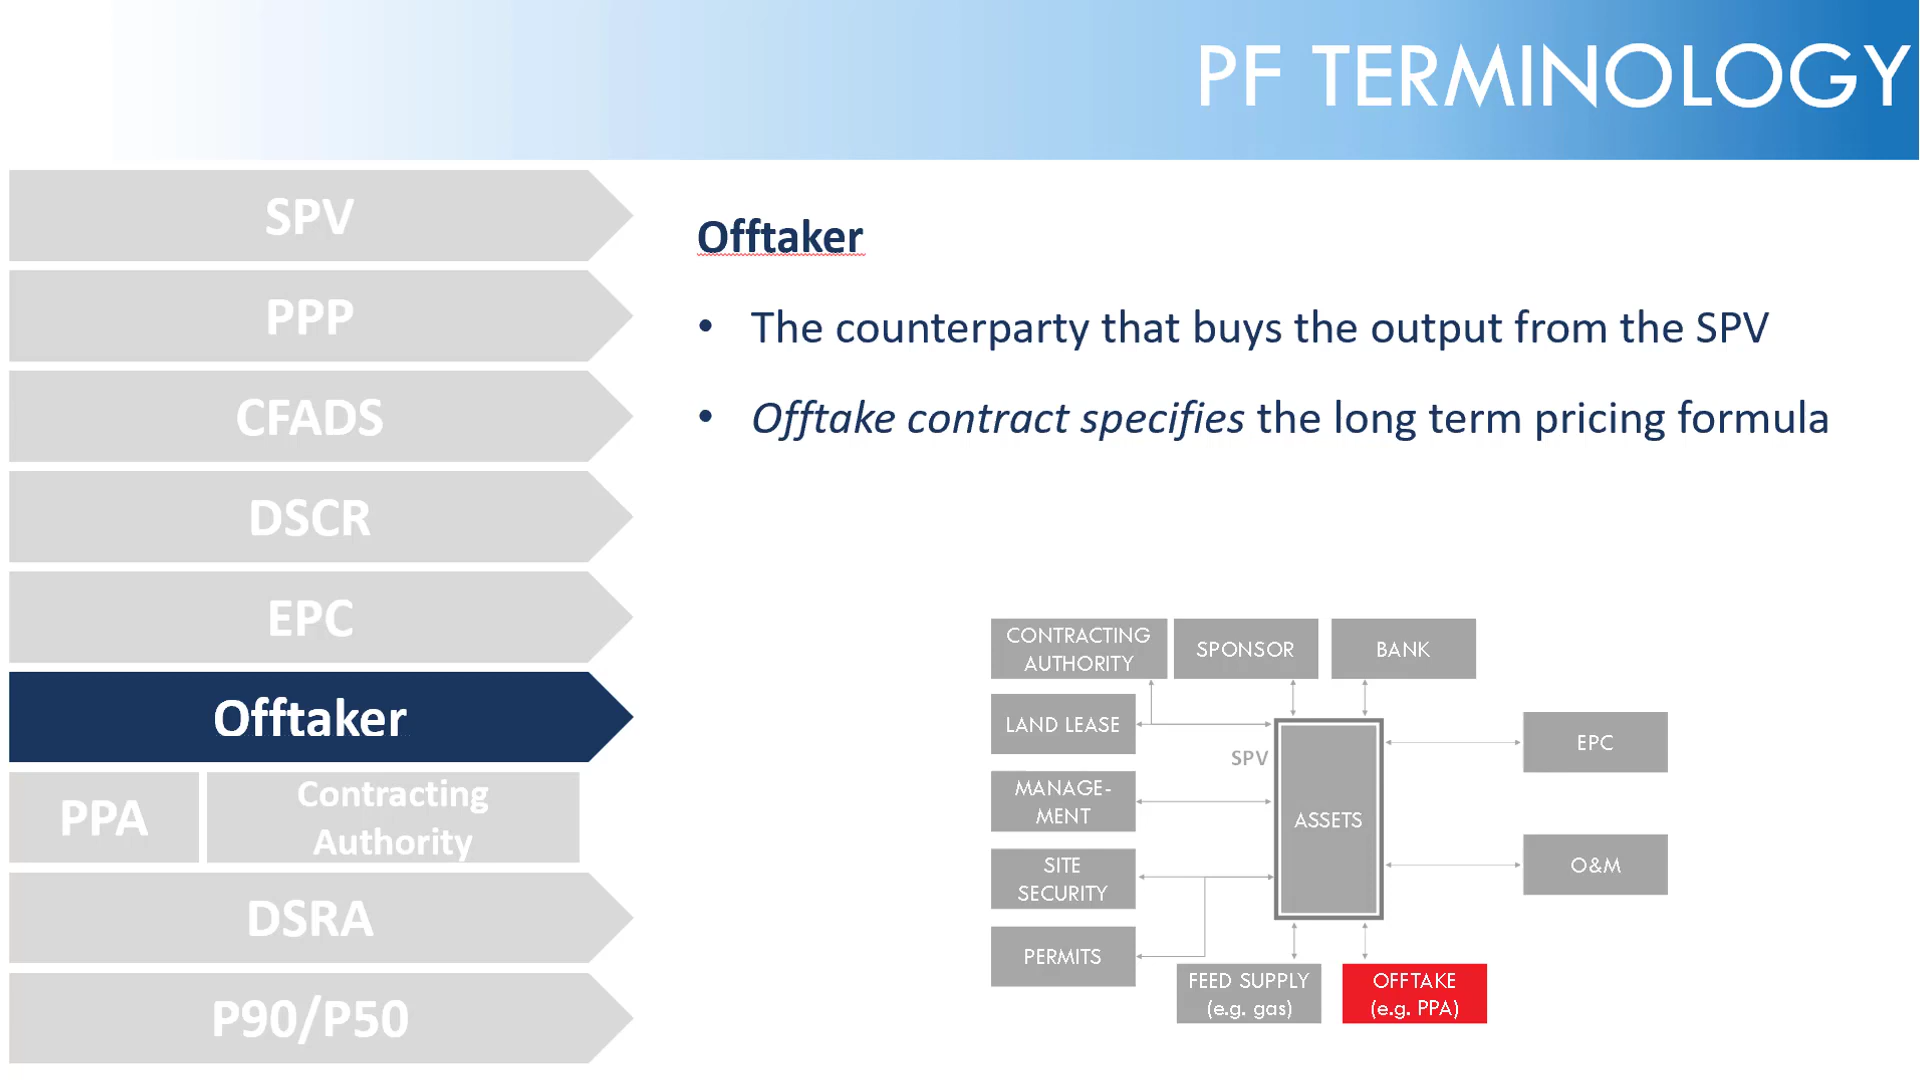 PF TERMINOLOGY
SPV
PPP
CFADS
DSCR
EPC
Offtaker
PPA
Contracting
Authority
DSRA
P90/P50
Offtaker
• The counterparty that buys the output from the SPV
• Offtake contract specifies the long term pricing formula
CONTRACTING
AUTHORITY
SPONSOR
BANK
LAND LEASE
MANAGE-
MENT
SITE
SECURITY
PERMITS
SPV
ASSETS
EPC
O&M
FEED SUPPLY
(e.g. gas)
OFFTAKE
(e.g. PPA)